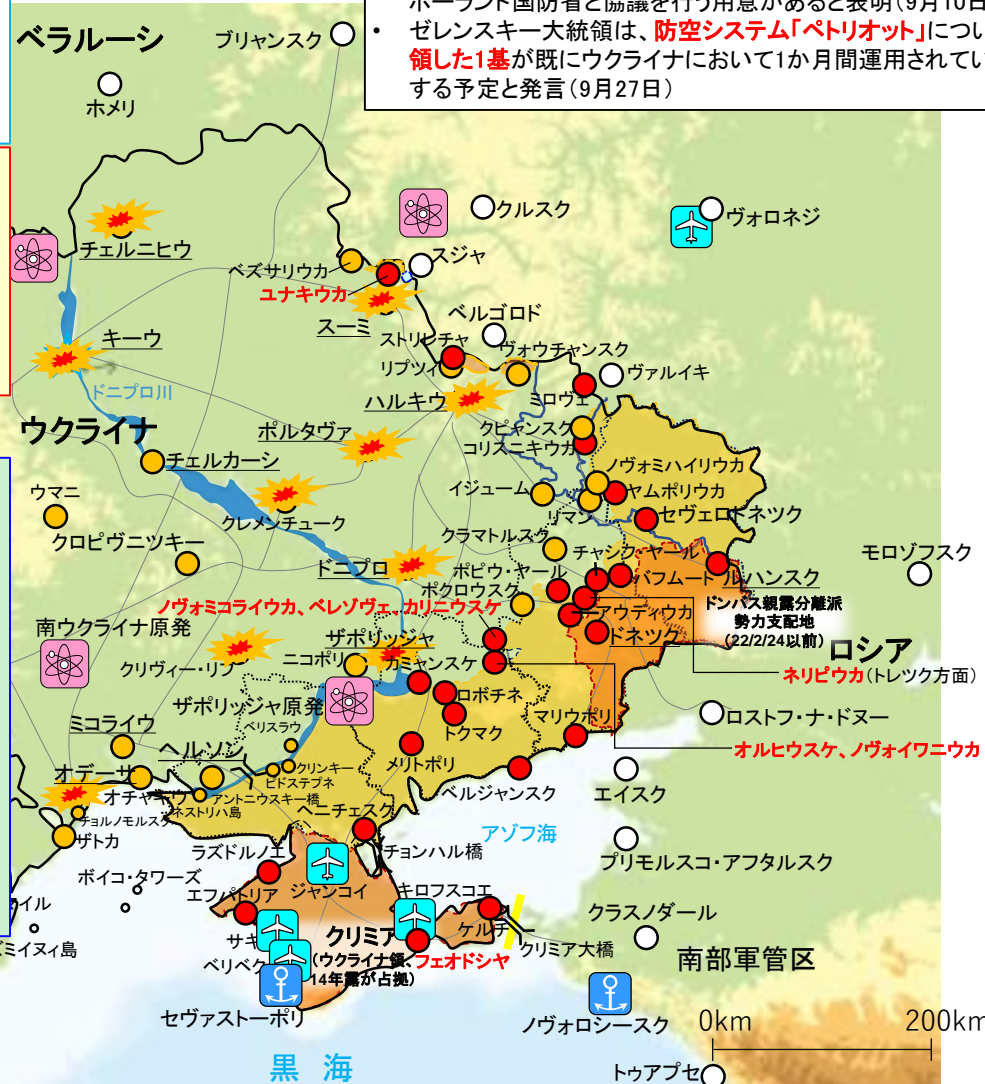 ポーランド国防省と協議を行う用意があると表明(9月10日
• ゼレンスキー大統領は、防空システム「ペトリオット」につい
領した1基が既にウクライナにおいて1か月間運用されてい
する予定と発言(9月27日)
ベラルーシ
ブリャンスク
ホメリ
クルスク
ヴォロネジ
チェルニヒウ
ベズサリウカ
スジャ
ユナキウカ
スーミ
ベルゴロド
ストリレチャ
ヴォウチャンスク
キーウ
リプツィ
ヴァルイキ
ドニプロ川
ハルキウ
ミロヴェ
ウクライナ
ポルタヴァ
クピャンスク
コリスニキウカ
チェルカーシ
ノヴォミハイリウカ
ウマニ
イジューム
ヤムポリウカ
クレメンチューク
リマン
セヴェロドネツク
クロピヴニツキー
クラマトルスク
チャシフ・ヤール
モロゾフスク
ドニプロ
ポピウ・ヤール
バフムート
ルハンスク
ポクロウスク
ノヴォミコライウカ、ベレゾヴェ、カリニウスケ
アウディウカ
ドンバス親露分離派
勢力支配地
(22/2/24以前)
南ウクライナ原発
ザポリッジャ
ドネツク
ロシア
クリヴィー・リフ
ニコポリ
カミャンスケ
ネリピウカ(トレツク方面)
ザポリッジャ原発
ロボチネ
ベリスラウ
トクマク
マリウポリ
ロストフ・ナ・ドヌー
ミコライウ
ヘルソン
メリトポリ
オルヒウスケ、ノヴォイワニウカ
クリンキー
オデーサ
ビドステプネ
オチャキウ
アントニウスキー橋
ベルジャンスク
エイスク
ネストリハ島
ヘニチェスク
チョルノモルスク
アゾフ海
ザトカ
ラズドルノエ
チョンハル橋
プリモルスコ・アフタルスク
ボイコ・タワーズ
ジャンコイ
エフパトリア
キロフスコエ
イル
クラスノダール
ケルチ
ズミイヌィ島
サキ
クリミア
クリミア大橋
ベリベク
(ウクライナ領、
14年露が占拠)
フェオドシヤ
南部軍管区
セヴァストーポリ
ノヴォロシースク
0km
200km
黒 海
トゥアプセ